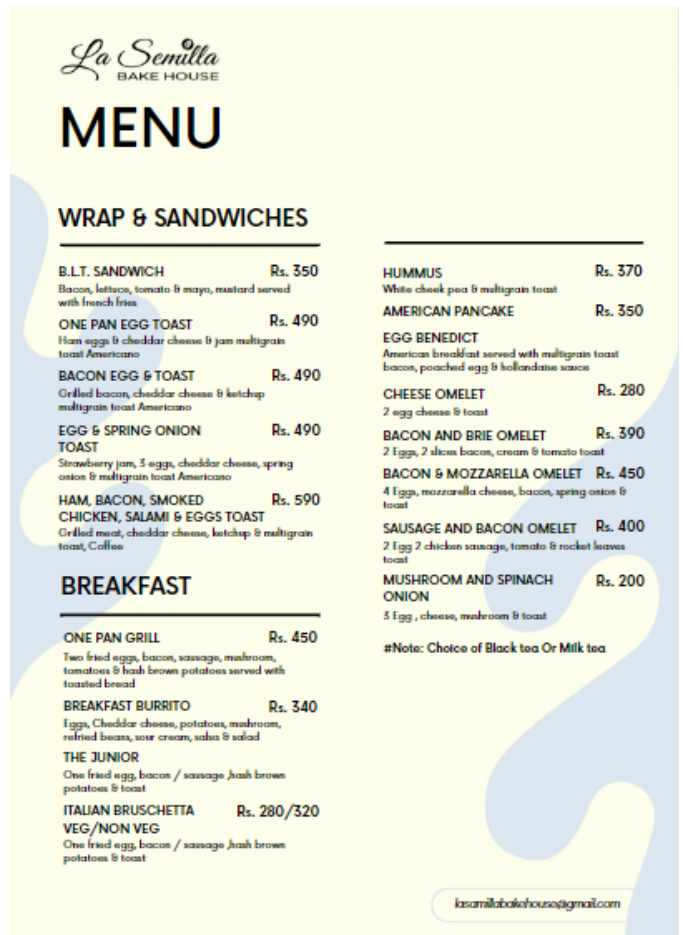 La Semilla
BAKE HOUSE
MENU
WRAP & SANDWICHES
B.L.T. SANDWICH Rs. 350
Bacon, lettuce, tomato & mayo, mustard served
with french fries
ONE PAN EGG TOAST Rs. 490
Ham eggs & cheddar cheese & jam multigrain
toast Americano
BACON EGG & TOAST Rs. 490
Grilled bacon, cheddar cheese & ketchup
multigrain toast Americano
EGG & SPRING ONION Rs. 490
TOAST
Strawberry jam, 3 eggs, cheddar cheese, spring
onion & multigrain toast Americano
HAM, BACON, SMOKED Rs. 590
CHICKEN, SALAMI & EGGS TOAST
Grilled meat, cheddar cheese, ketchup & multigrain
toast, Coffee
BREAKFAST
ONE PAN GRILL Rs. 450
Two fried eggs, bacon, sausage, mushroom,
tomatoes & hash brown potatoes served with
toasted bread
BREAKFAST BURRITO Rs. 340
Eggs, Cheddar cheese, potatoes, mushroom,
refried beans, sour cream, salsa & salad
THE JUNIOR
One fried egg, bacon / sausage ,hash brown
potatoes & toast
ITALIAN BRUSCHETTA Rs. 280/320
VEG/NON VEG
One fried egg, bacon / sausage ,hash brown
potatoes & toast
HUMMUS Rs. 370
White cheek pea & multigrain toast
AMERICAN PANCAKE Rs. 350
EGG BENEDICT
American breakfast served with multigrain toast
bacon, poached egg & hollandaise sauce
CHEESE OMELET Rs. 280
2 egg cheese & toast
BACON AND BRIE OMELET Rs. 390
2 Eggs, 2 slices bacon, cream & tomato toast
BACON & MOZZARELLA OMELET Rs. 450
4 Eggs, mozzarella cheese, bacon, spring onion &
toast
SAUSAGE AND BACON OMELET Rs. 400
2 Egg 2 chicken sausage, tomato & rocket leaves
toast
MUSHROOM AND SPINACH Rs. 200
ONION
3 Egg , cheese, mushroom & toast
#Note: Choice of Black tea Or Milk tea
lasamillabakehouse@gmail.com